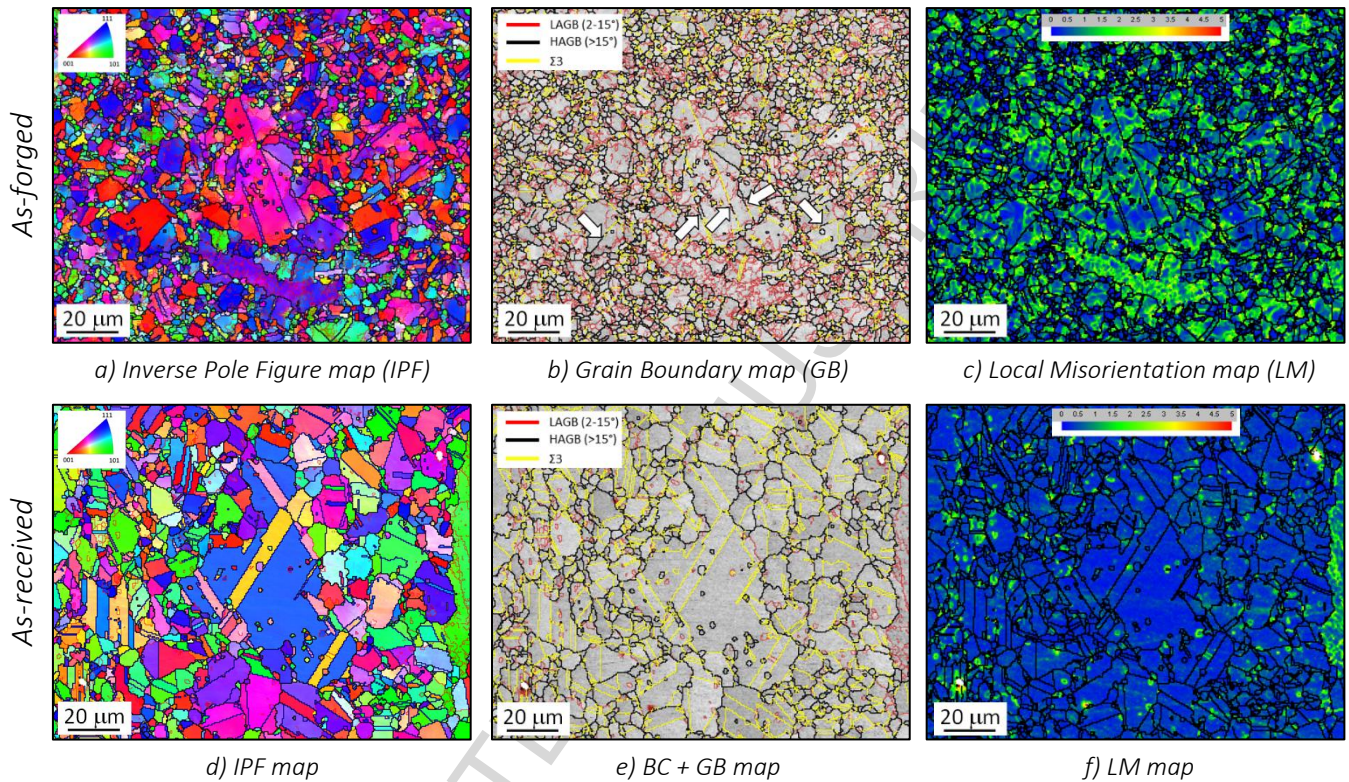 As-forged
111
001
101
LAGB (2-15°)
HAGB (>15°)
Σ3
0 0.5 1 1.5 2 2.5 3 3.5 4 4.5 5
20 μm
20 μm
20 μm
a) Inverse Pole Figure map (IPF)
b) Grain Boundary map (GB)
c) Local Misorientation map (LM)
As-received
111
001
101
LAGB (2-15°)
HAGB (>15°)
Σ3
0 0.5 1 1.5 2 2.5 3 3.5 4 4.5 5
20 μm
20 μm
20 μm
d) IPF map
e) BC + GB map
f) LM map